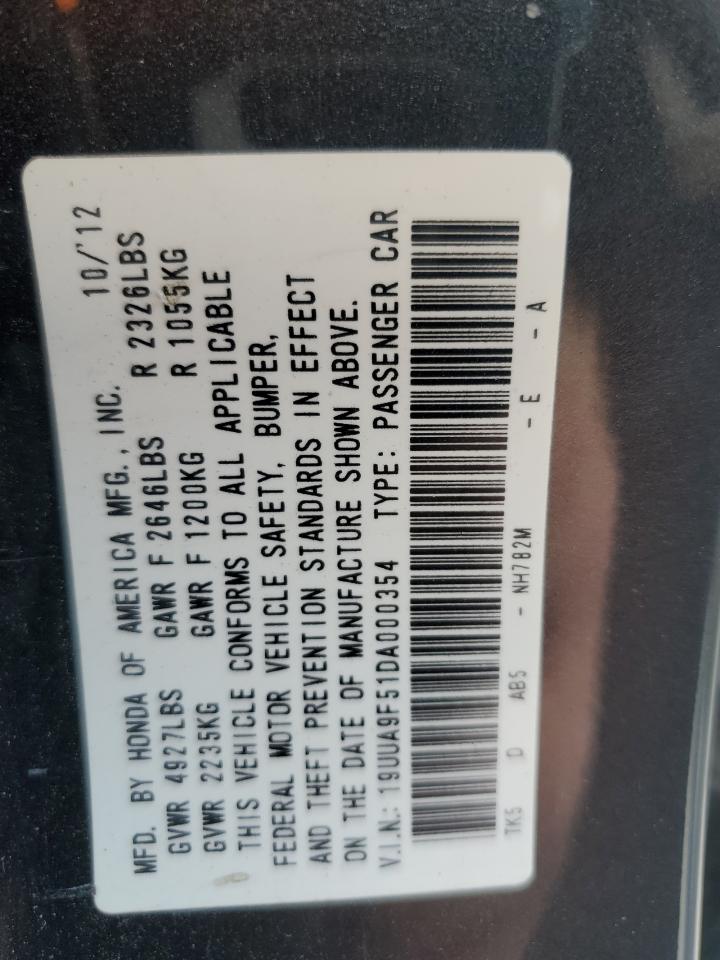 MFD. BY HONDA OF AMERICA MFG., INC. 10/'12
GVWR 4927LBS GAWR F 2646LBS R 2326LBS
GVWR 2235KG GAWR F 1200KG R 1055KG
THIS VEHICLE CONFORMS TO ALL APPLICABLE
FEDERAL MOTOR VEHICLE SAFETY, BUMPER,
AND THEFT PREVENTION STANDARDS IN EFFECT
ON THE DATE OF MANUFACTURE SHOWN ABOVE.
V.I.N.: 19UUA9F51DA000354 TYPE: PASSENGER CAR
TK5 D AB5 - NH782M - E - A